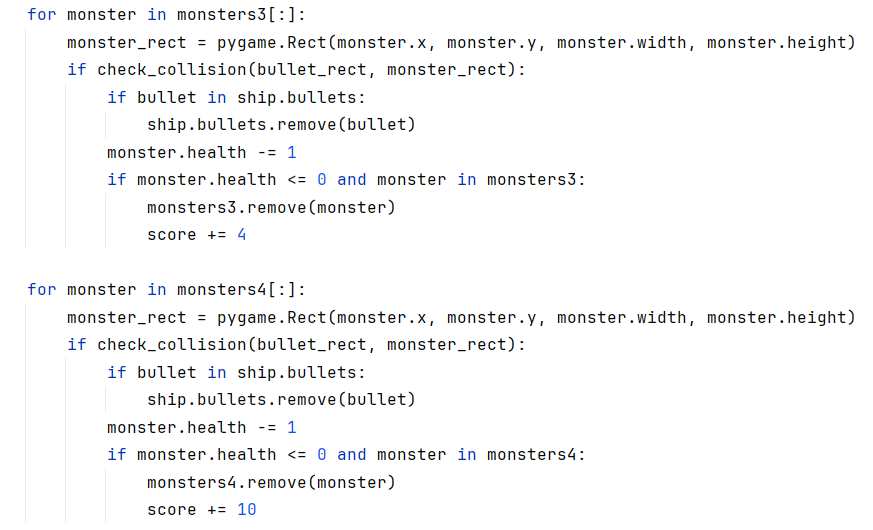 for monster in monsters3[:]:
    monster_rect = pygame.Rect(monster.x, monster.y, monster.width, monster.height)
    if check_collision(bullet_rect, monster_rect):
        if bullet in ship.bullets:
            ship.bullets.remove(bullet)
        monster.health -= 1
        if monster.health <= 0 and monster in monsters3:
            monsters3.remove(monster)
            score += 4

for monster in monsters4[:]:
    monster_rect = pygame.Rect(monster.x, monster.y, monster.width, monster.height)
    if check_collision(bullet_rect, monster_rect):
        if bullet in ship.bullets:
            ship.bullets.remove(bullet)
        monster.health -= 1
        if monster.health <= 0 and monster in monsters4:
            monsters4.remove(monster)
            score += 10